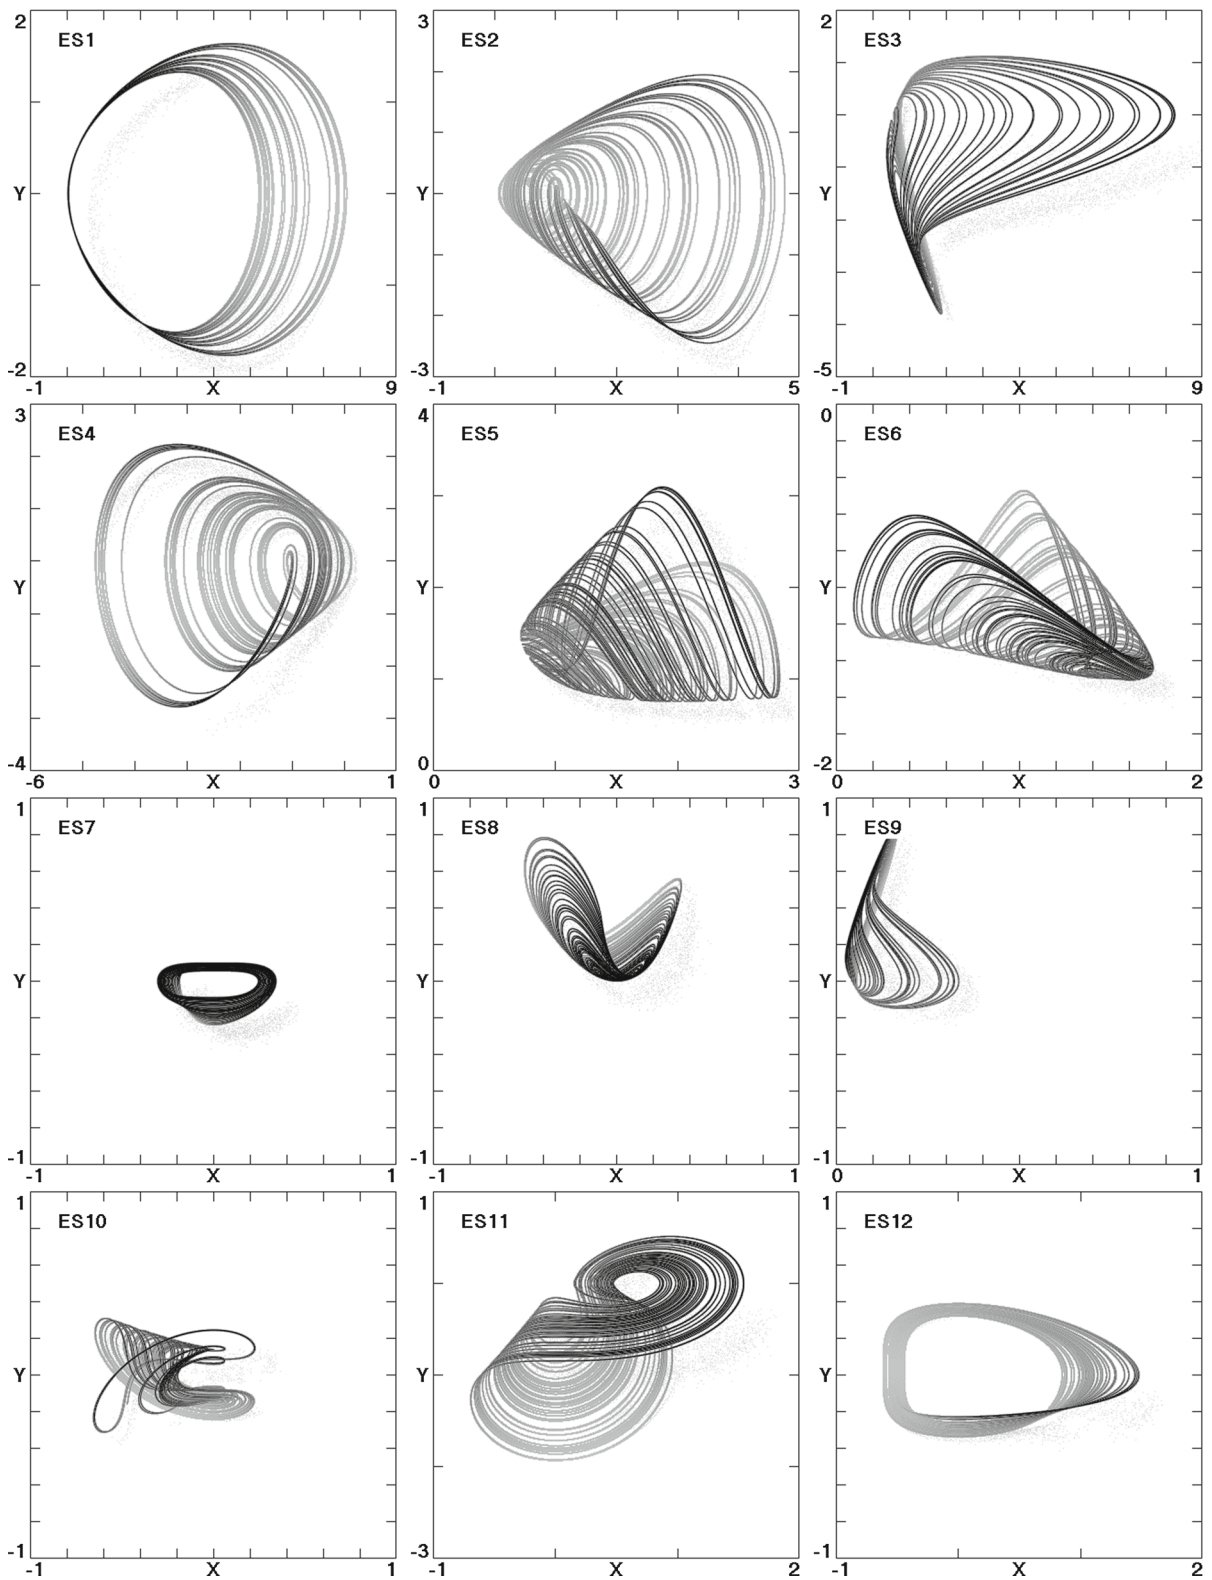 2 3 2
ES1 ES2 ES3
Y Y Y
-2 -3 -5
-1 X 9 -1 X 5 -1 X 9
3 4 0
ES4 ES5 ES6
Y Y Y
-4 0 -2
-6 X 1 0 X 3 0 X 2
1 1 1
ES7 ES8 ES9
Y Y Y
-1 -1 -1
-1 X 1 -1 X 1 0 X 1
1 1 1
ES10 ES11 ES12
Y Y Y
-1 -3 -1
-1 X 1 -1 X 2 -1 X 2